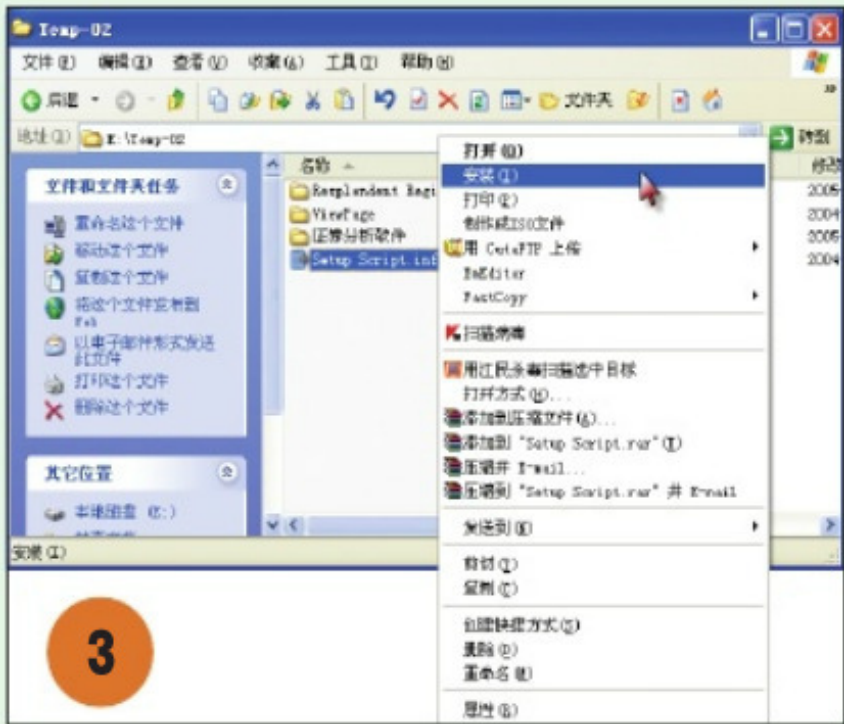 Temp-02
文件(F) 编辑(E) 查看(V) 收藏(A) 工具(T) 帮助(H)
后退 文件夹
地址(D) E:\Temp-02 转到
名称 修改
文件和文件夹任务
重命名这个文件
移动这个文件
复制这个文件
将这个文件发布到
Web
以电子邮件形式发送
此文件
打印这个文件
删除这个文件
其它位置
本地磁盘 (E:)
Resplendent Regi
ViewPage
证券分析软件
Setup Script.inf
2005
2004
2005
2004
打开(O)
安装(I)
打印(P)
制作成ISO文件
用 CuteFTP 上传
FastCopy
扫描病毒
用江民杀毒扫描选中目标
打开方式(H)...
添加到压缩文件(A)...
添加到 "Setup Script.rar"(T)
压缩并 E-mail...
压缩到 "Setup Script.rar" 并 E-mail
发送到(N)
剪切(T)
复制(C)
创建快捷方式(S)
删除(D)
重命名(M)
属性(R)
安装(I)
3